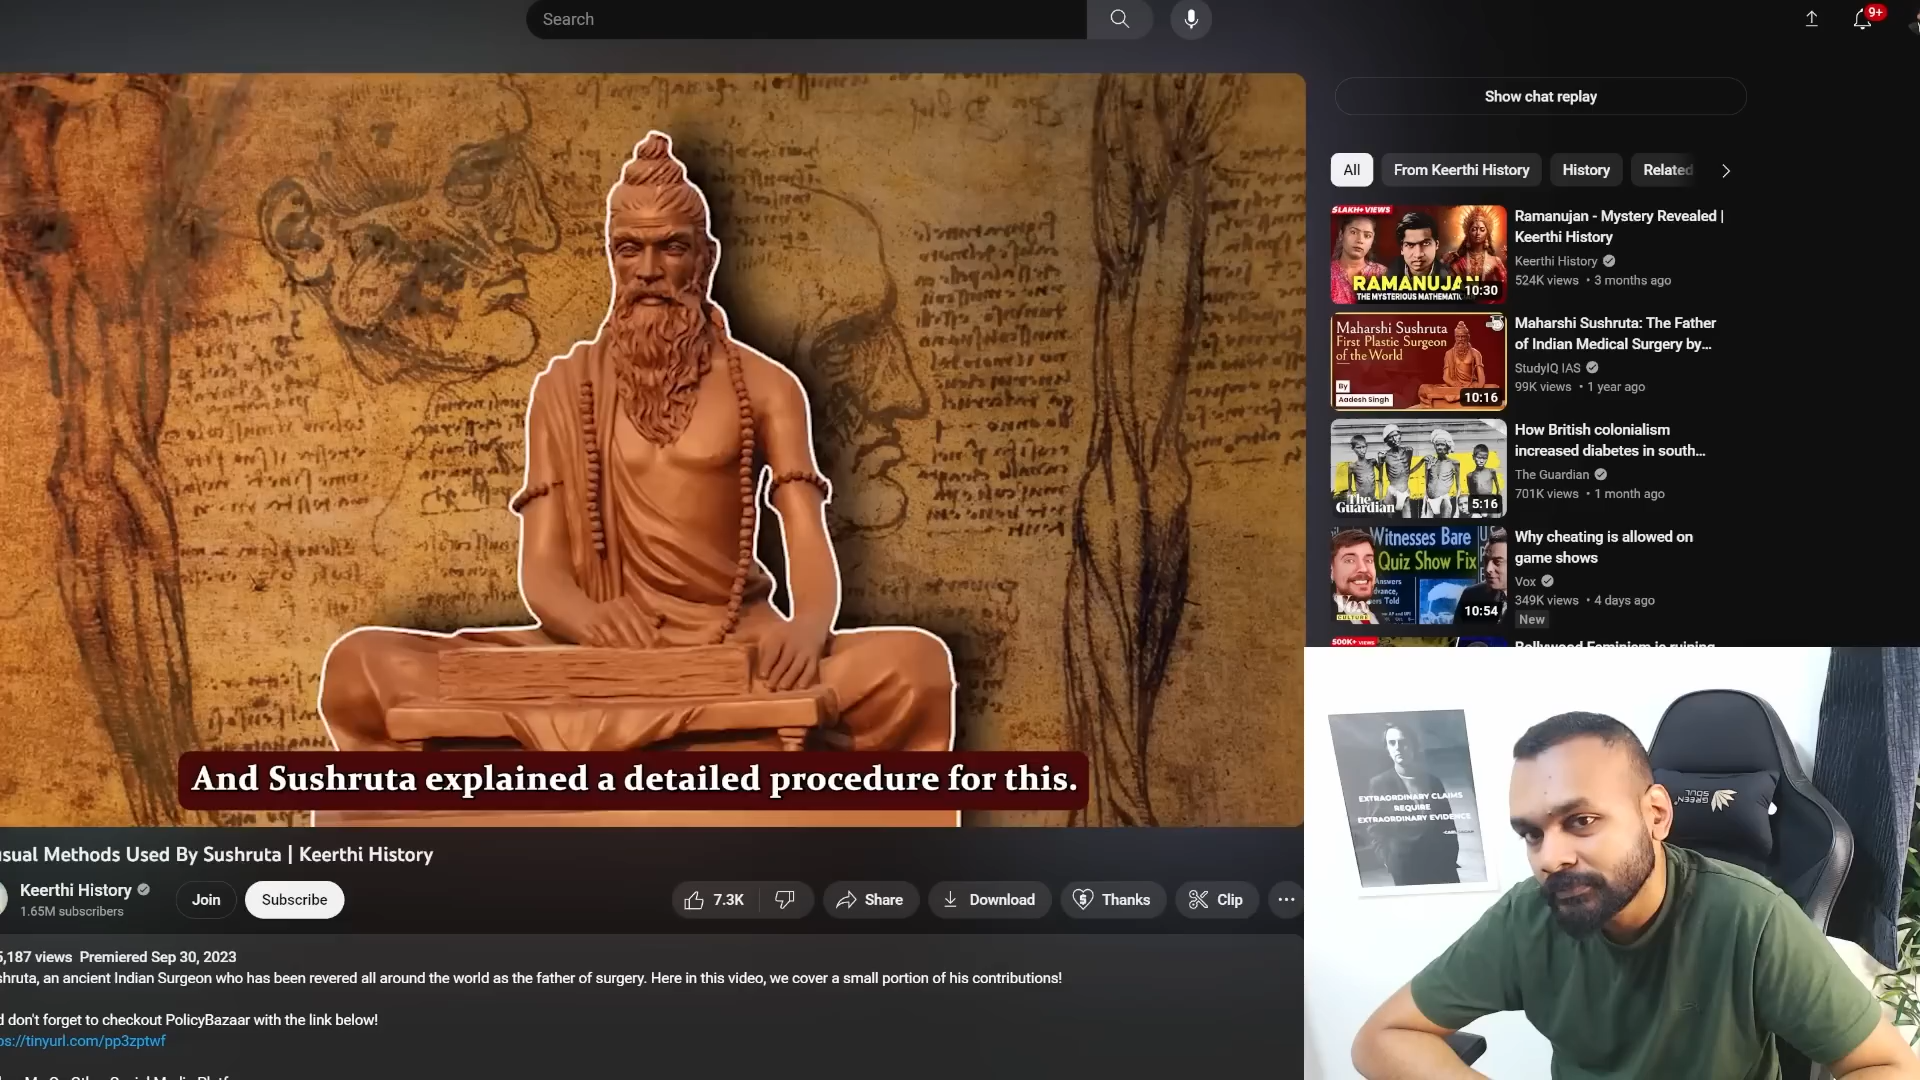 Search
9+
Show chat replay
All
From Keerthi History
History
Related
5LAKH+ VIEWS
RAMANUJAN
THE MYSTERIOUS
10:30
Ramanujan - Mystery Revealed |
Keerthi History
Keerthi History
524K views • 3 months ago
Maharshi Sushruta
First Plastic Surgeon
of the World
By
Aadesh Singh
10:16
Maharshi Sushruta: The Father
of Indian Medical Surgery by...
StudyIQ IAS
99K views • 1 year ago
The
Guardian
5:16
How British colonialism
increased diabetes in south...
The Guardian
701K views • 1 month ago
Witnesses Bare
Quiz Show Fix
Answers
Told
Vox
CULTURE
10:54
Why cheating is allowed on
game shows
Vox
349K views • 4 days ago
New
500K+ VIEWS
Bollywood Feminism is ruining
And Sushruta explained a detailed procedure for this.
sual Methods Used By Sushruta | Keerthi History
Keerthi History
1.65M subscribers
Join
Subscribe
7.3K
Share
Download
Thanks
Clip
5,187 views Premiered Sep 30, 2023
shruta, an ancient Indian Surgeon who has been revered all around the world as the father of surgery. Here in this video, we cover a small portion of his contributions!
d don't forget to checkout PolicyBazaar with the link below!
ps://tinyurl.com/pp3zptwf
EXTRAORDINARY CLAIMS
REQUIRE
EXTRAORDINARY EVIDENCE
GREEN
SOUL